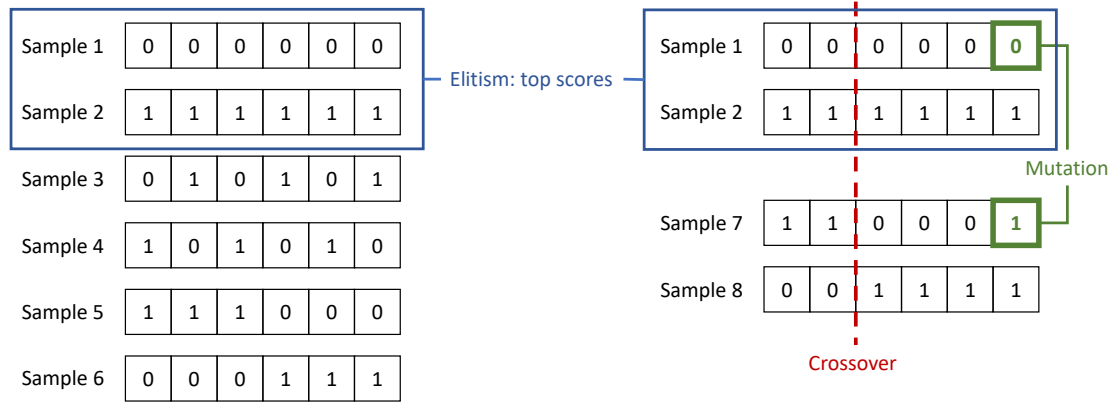 Sample 1 0 0 0 0 0 0
Sample 2 1 1 1 1 1 1
Sample 3 0 1 0 1 0 1
Sample 4 1 0 1 0 1 0
Sample 5 1 1 1 0 0 0
Sample 6 0 0 0 1 1 1
Elitism: top scores
Sample 1 0 0 0 0 0 0
Sample 2 1 1 1 1 1 1
Mutation
Sample 7 1 1 0 0 0 1
Sample 8 0 0 1 1 1 1
Crossover